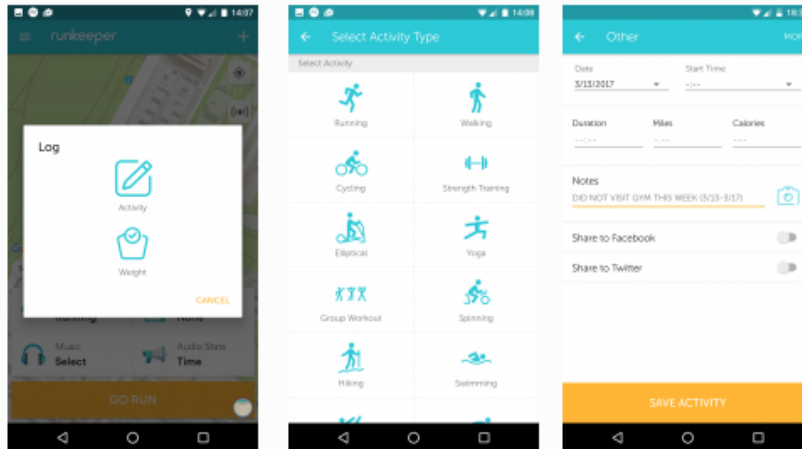 14:07
runkeeper
Log
Activity
Weight
CANCEL
Running
None
Music
Select
Audio Stats
Time
GO RUN
14:08
Select Activity Type
Select Activity
Running
Walking
Cycling
Strength Training
Elliptical
Yoga
Group Workout
Spinning
Hiking
Swimming
18:3
Other
MOR
Date
Start Time
3/13/2017
-:--
Duration
Miles
Calories
--:--
-.--
---
Notes
DID NOT VISIT GYM THIS WEEK (3/13-3/17)
Share to Facebook
Share to Twitter
SAVE ACTIVITY